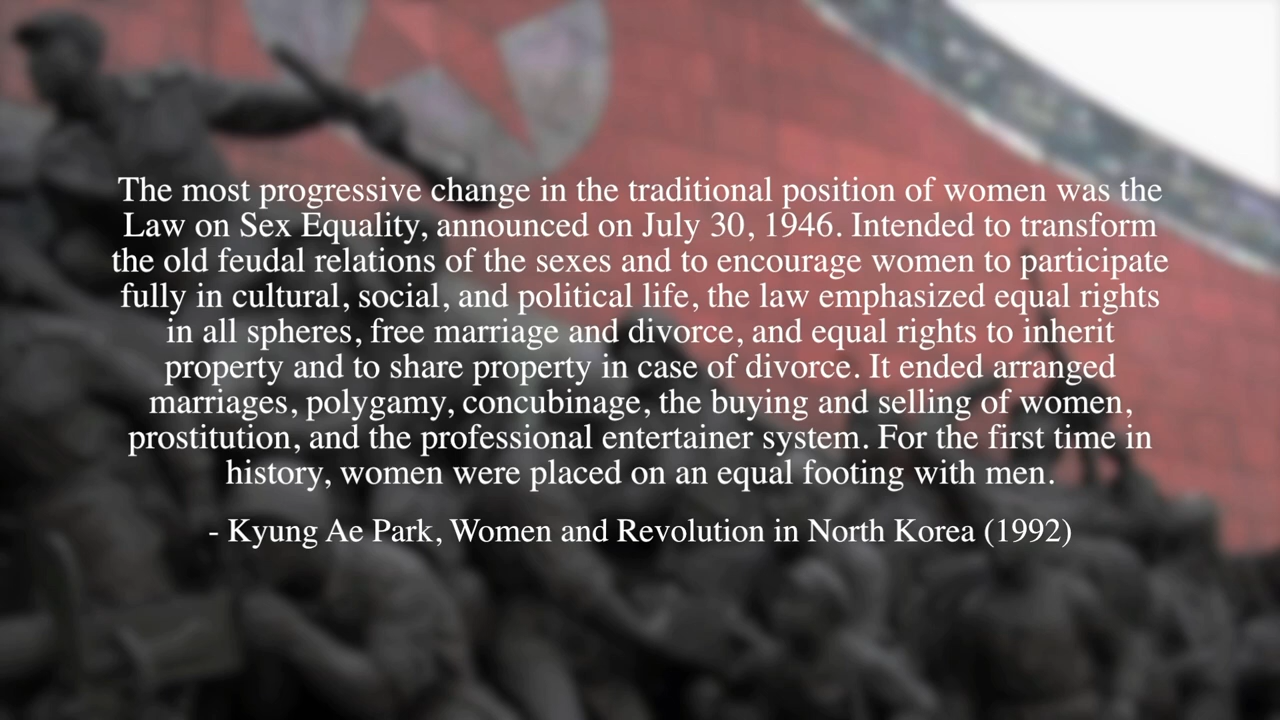 The most progressive change in the traditional position of women was the
Law on Sex Equality, announced on July 30, 1946. Intended to transform
the old feudal relations of the sexes and to encourage women to participate
fully in cultural, social, and political life, the law emphasized equal rights
in all spheres, free marriage and divorce, and equal rights to inherit
property and to share property in case of divorce. It ended arranged
marriages, polygamy, concubinage, the buying and selling of women,
prostitution, and the professional entertainer system. For the first time in
history, women were placed on an equal footing with men.
- Kyung Ae Park, Women and Revolution in North Korea (1992)